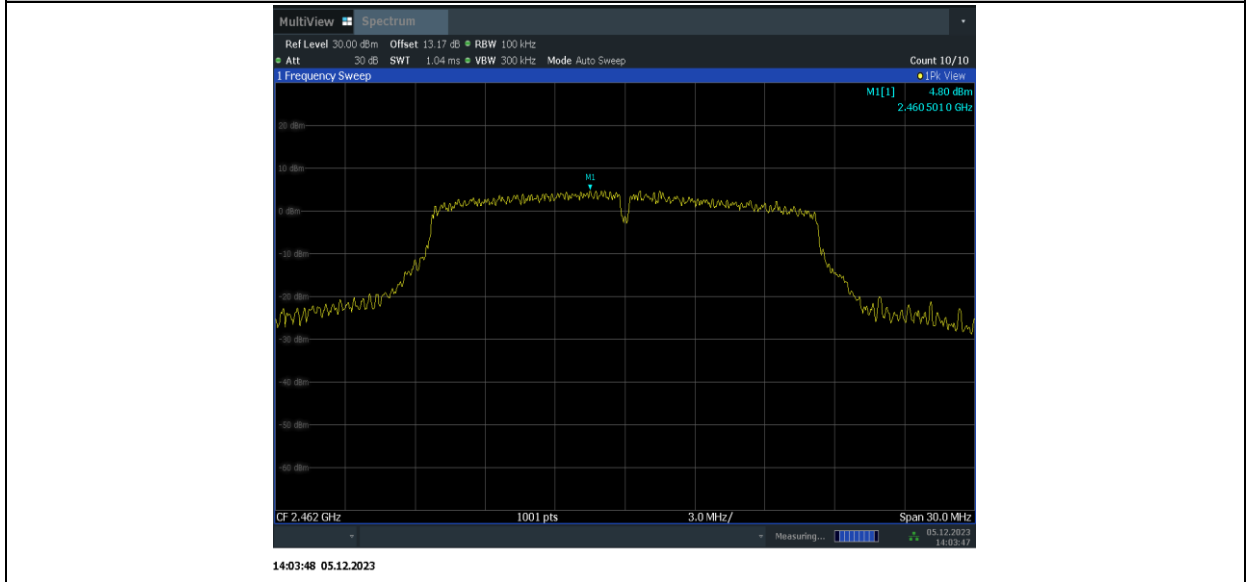 MultiView Spectrum
Ref Level 30.00 dBm Offset 13.17 dB RBW 100 kHz
Att 30 dB SWT 1.04 ms VBW 300 kHz Mode Auto Sweep Count 10/10
1 Frequency Sweep 1Pk View
M1[1] 4.80 dBm
2.460 501 0 GHz
20 dBm
10 dBm
M1
0 dBm
-10 dBm
-20 dBm
-30 dBm
-40 dBm
-50 dBm
-60 dBm
CF 2.462 GHz 1001 pts 3.0 MHz/ Span 30.0 MHz
Measuring... 05.12.2023
14:03:47
14:03:48 05.12.2023